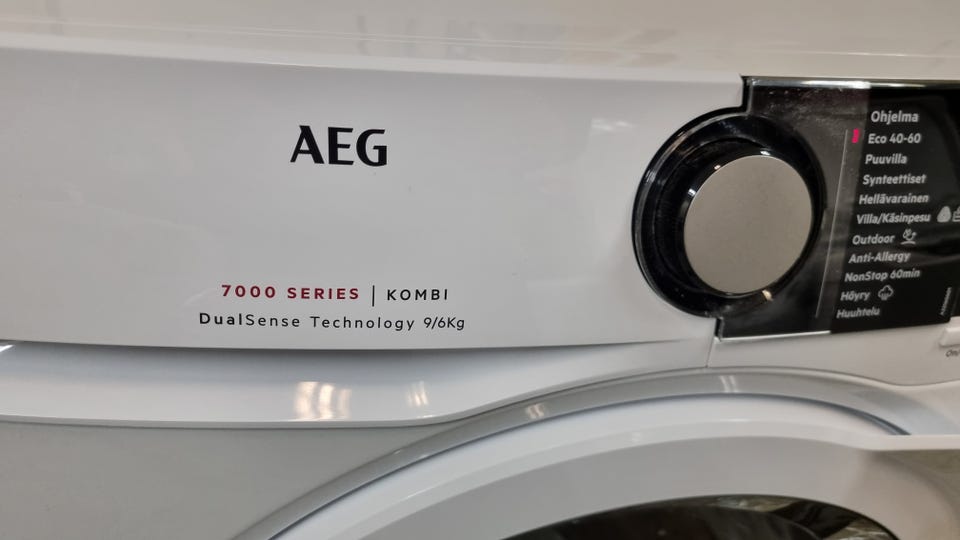 AEG
7000 SERIES | KOMBI
DualSense Technology 9/6Kg
Ohjelma
Eco 40-60
Puuvilla
Synteettiset
Hellävarainen
Villa/Käsinpesu
Outdoor
Anti-Allergy
NonStop 60min
Höyry
Huuhtelu
On/